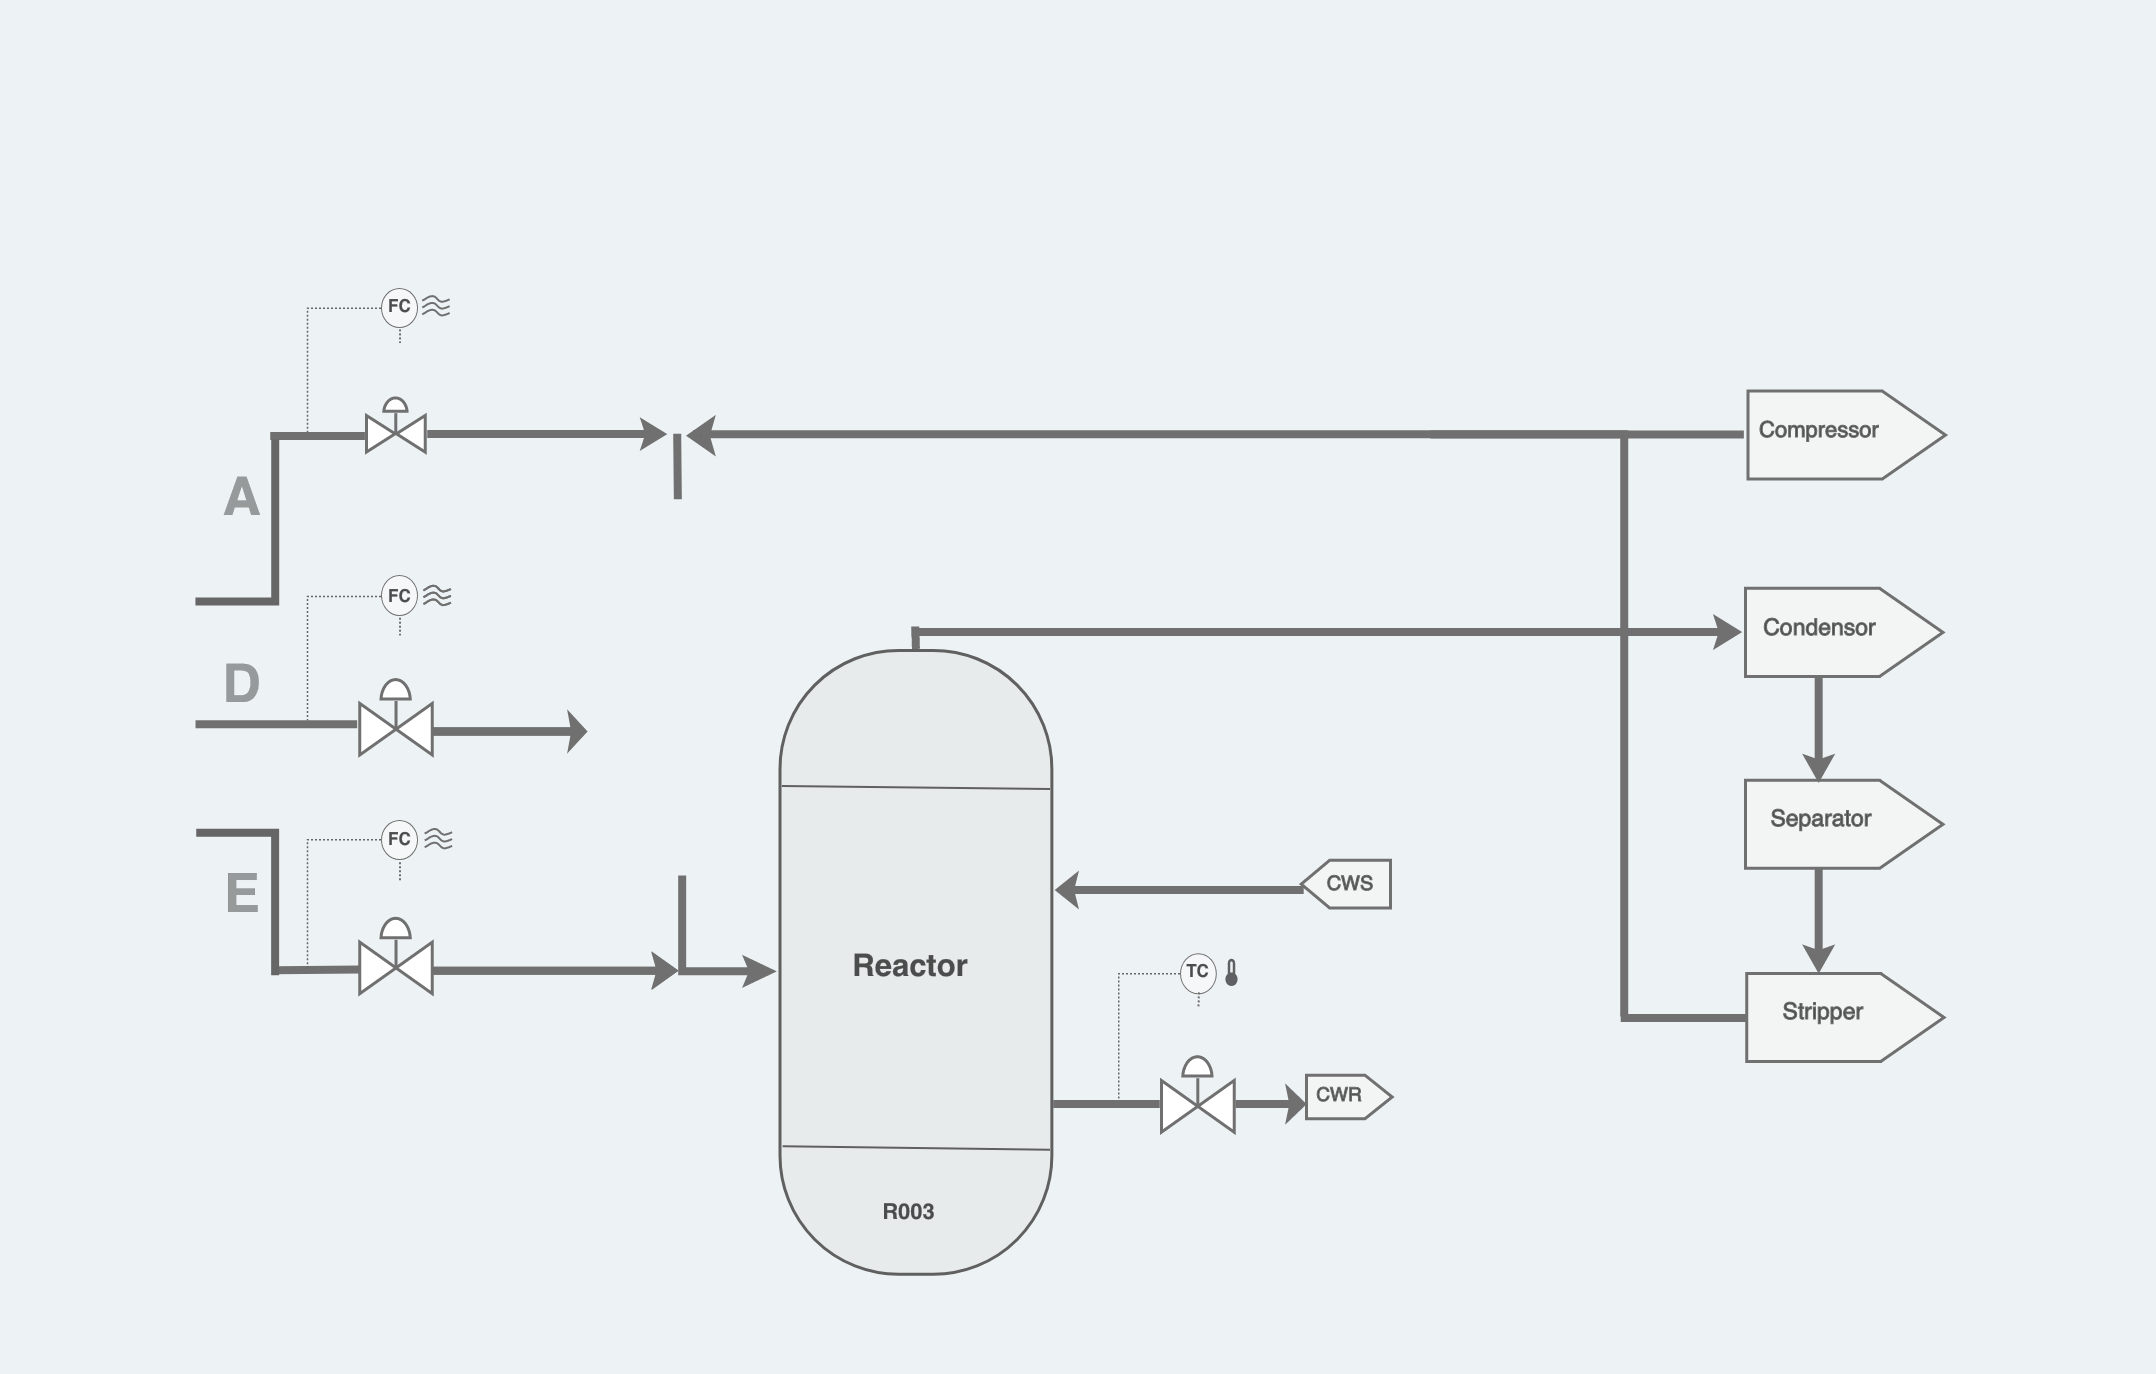 FC
Compressor
A
FC
Condensor
D
Separator
FC
CWS
E
Reactor
TC
Stripper
CWR
R003